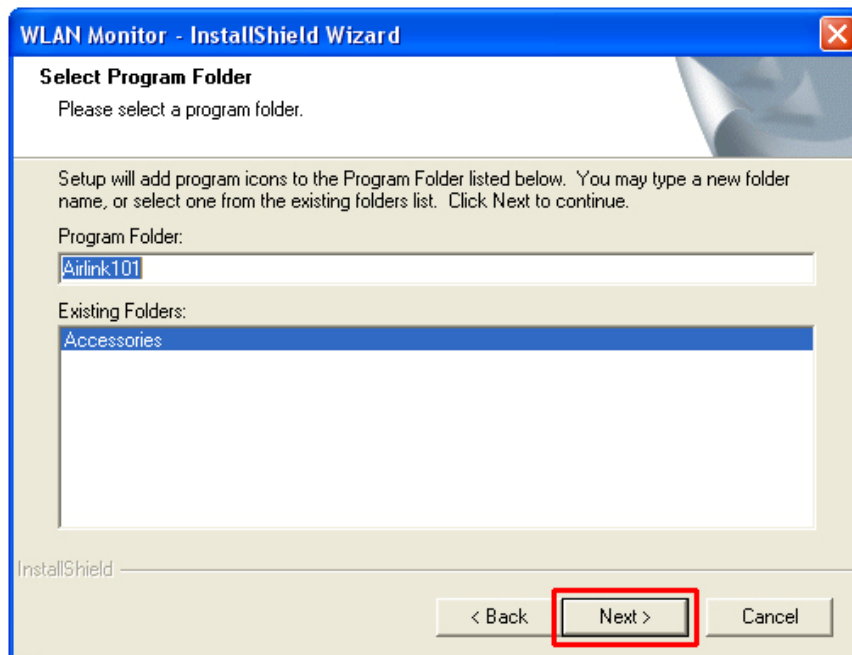 WLAN Monitor - InstallShield Wizard
Select Program Folder
Please select a program folder.
Setup will add program icons to the Program Folder listed below.  You may type a new folder
name, or select one from the existing folders list.  Click Next to continue.
Program Folder:
Airlink101
Existing Folders:
Accessories
InstallShield
< Back
Next >
Cancel